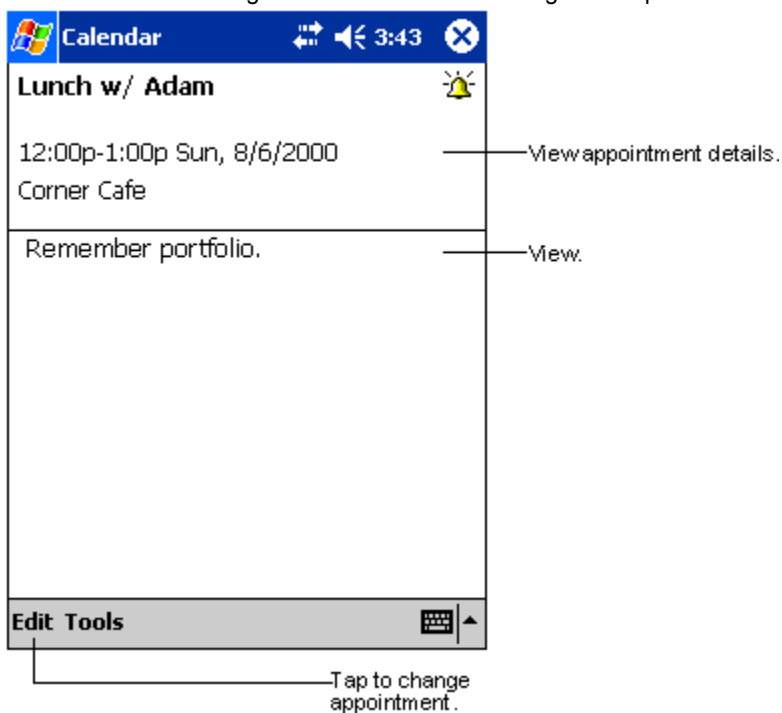 Calendar 3:43
Lunch w/ Adam
12:00p-1:00p Sun, 8/6/2000
View appointment details.
Corner Cafe
Remember portfolio.
View.
Edit Tools
Tap to change
appointment.